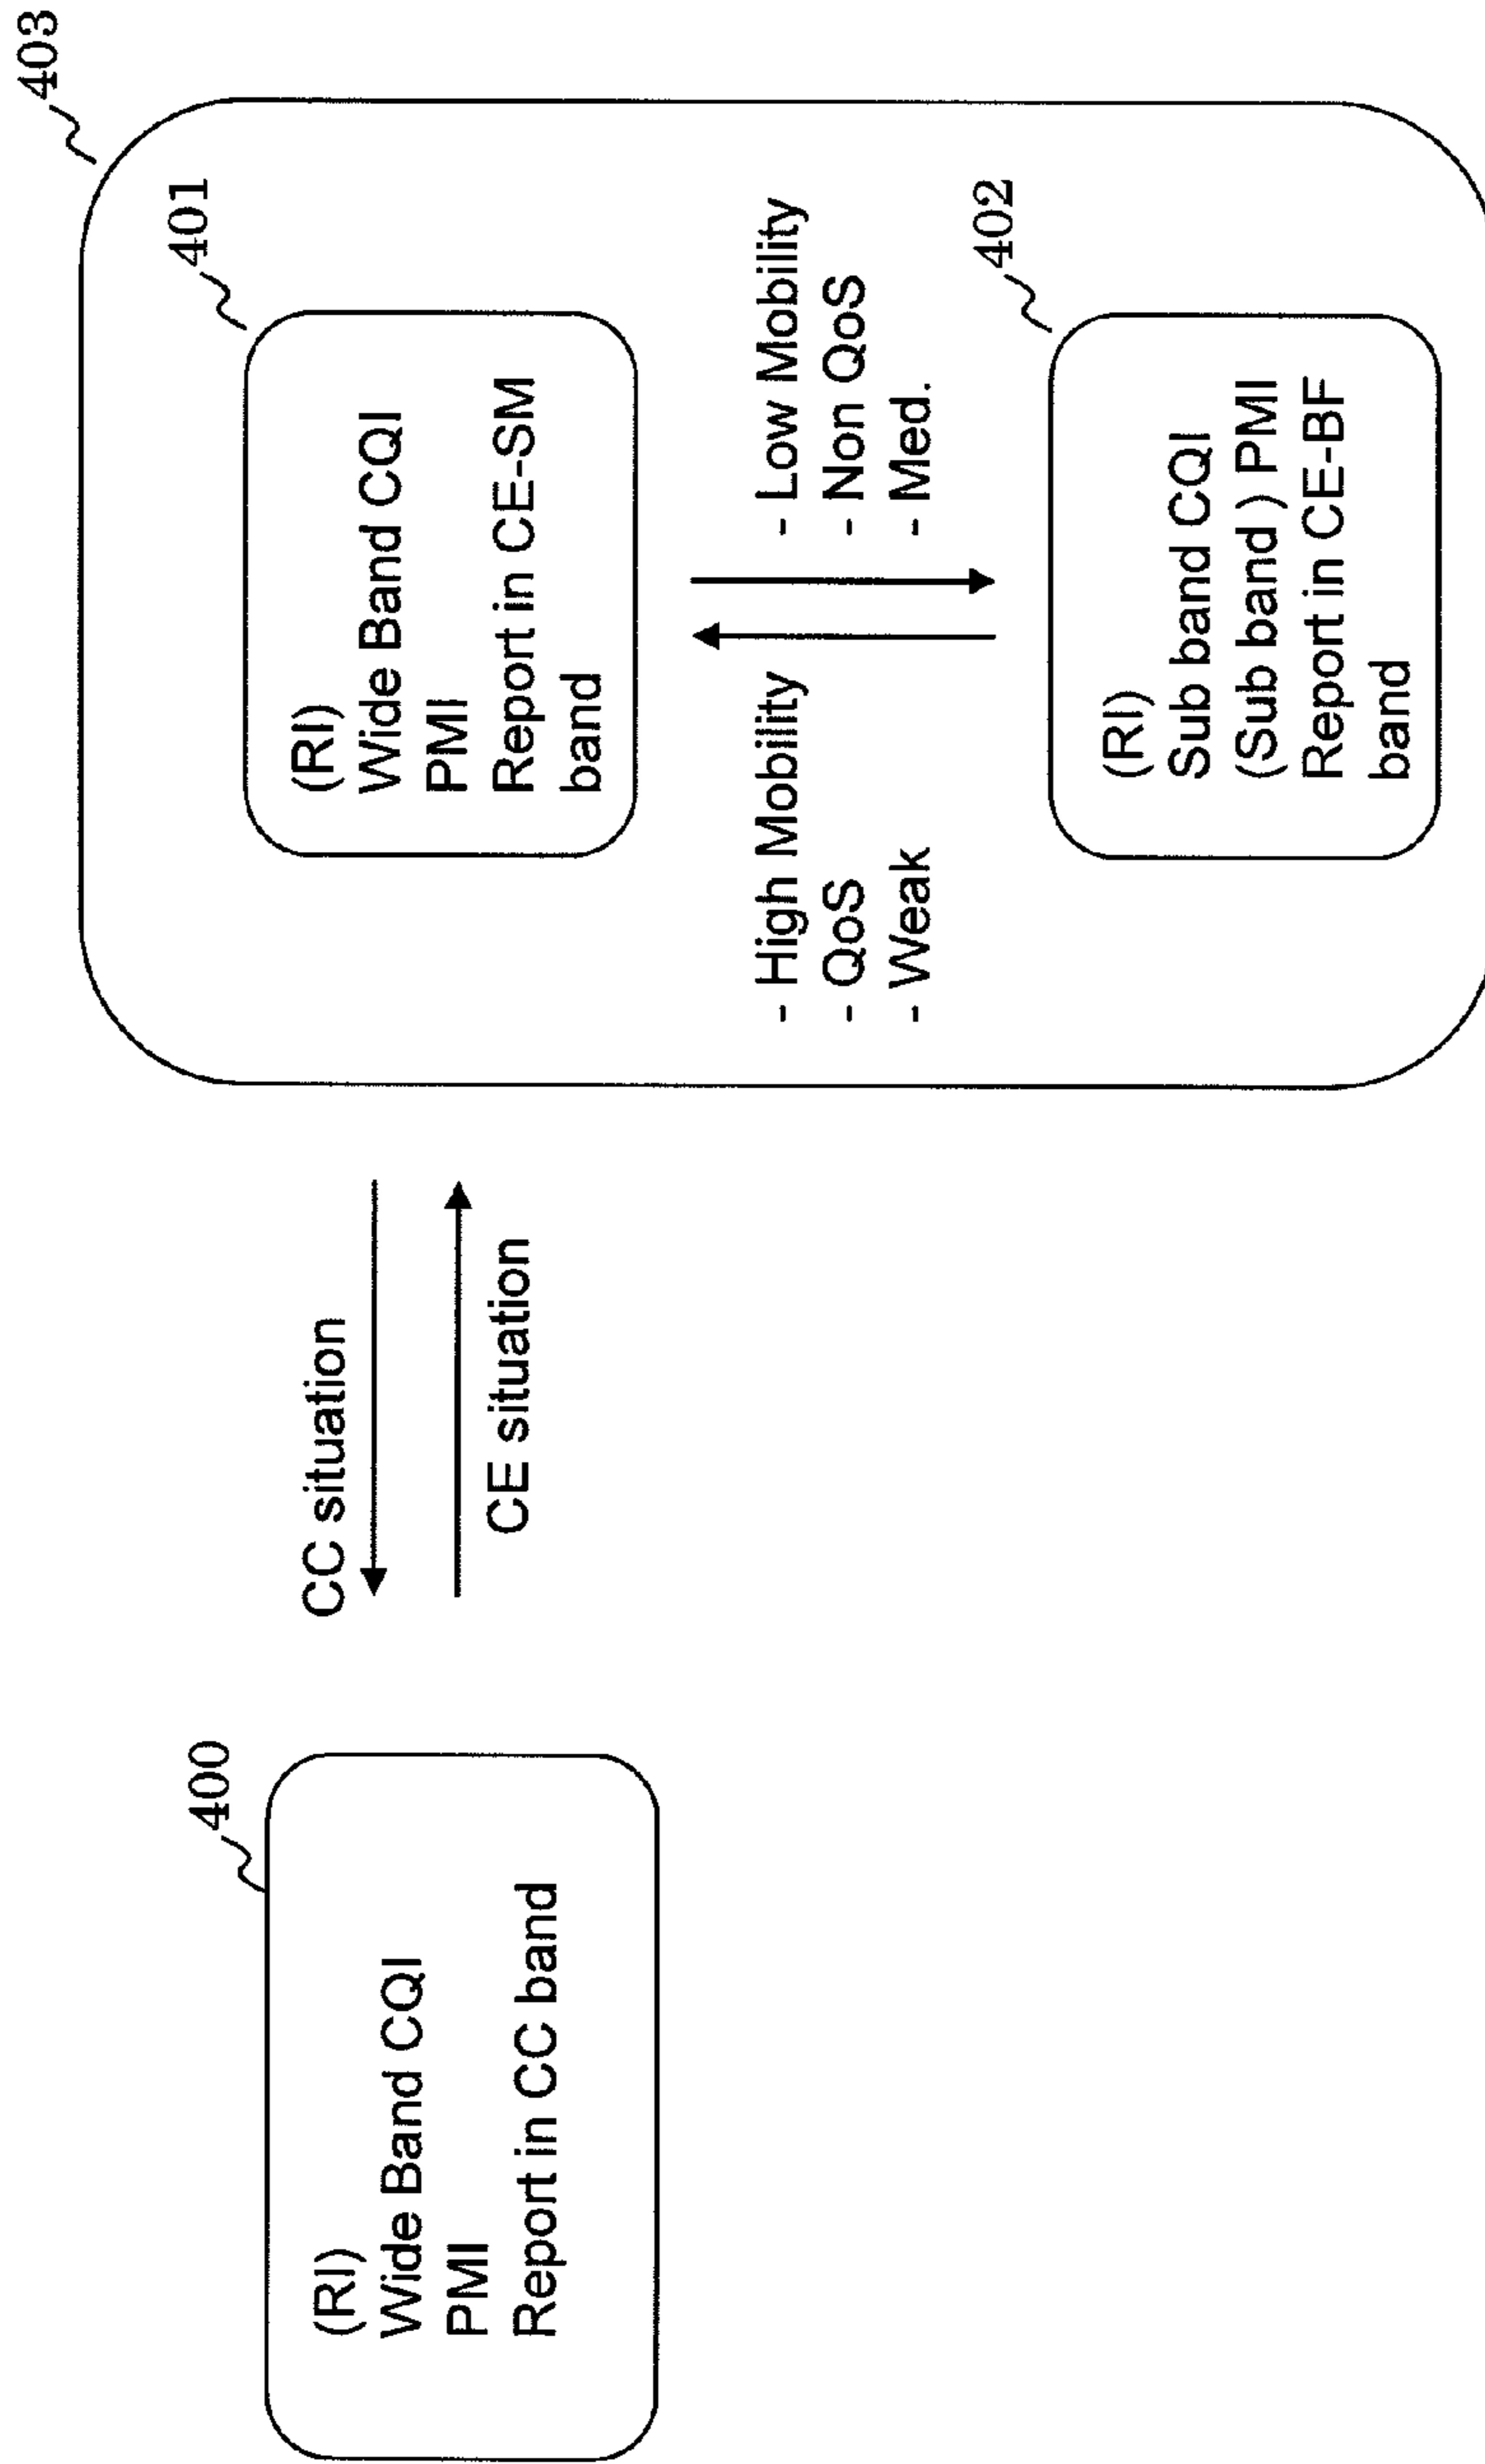 400
(RI)
Wide Band CQI
PMI
Report in CC band
CC situation
CE situation
403
401
(RI)
Wide Band CQI
PMI
Report in CE-SM
band
- High Mobility
- QoS
- Weak
- Low Mobility
- Non QoS
- Med.
402
(RI)
Sub band CQI
(Sub band ) PMI
Report in CE-BF
band